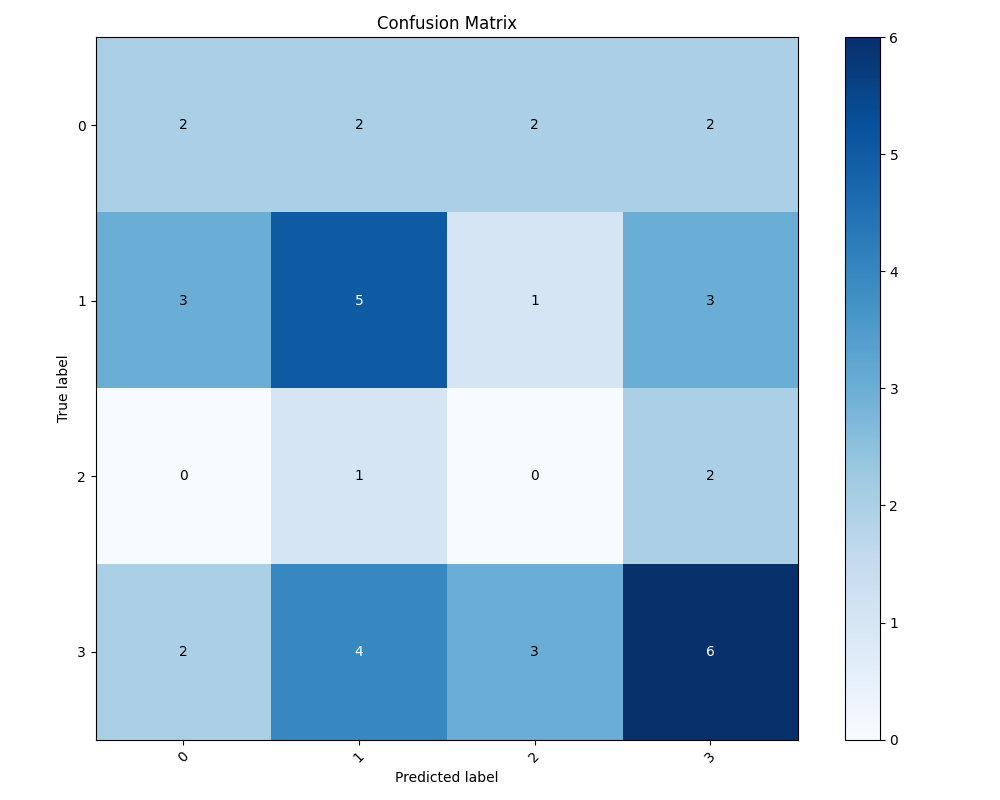 Confusion Matrix
0 2 2 2 2
1 3 5 1 3
2 0 1 0 2
3 2 4 3 6
0 1 2 3
Predicted label
True label
6
5
4
3
2
1
0